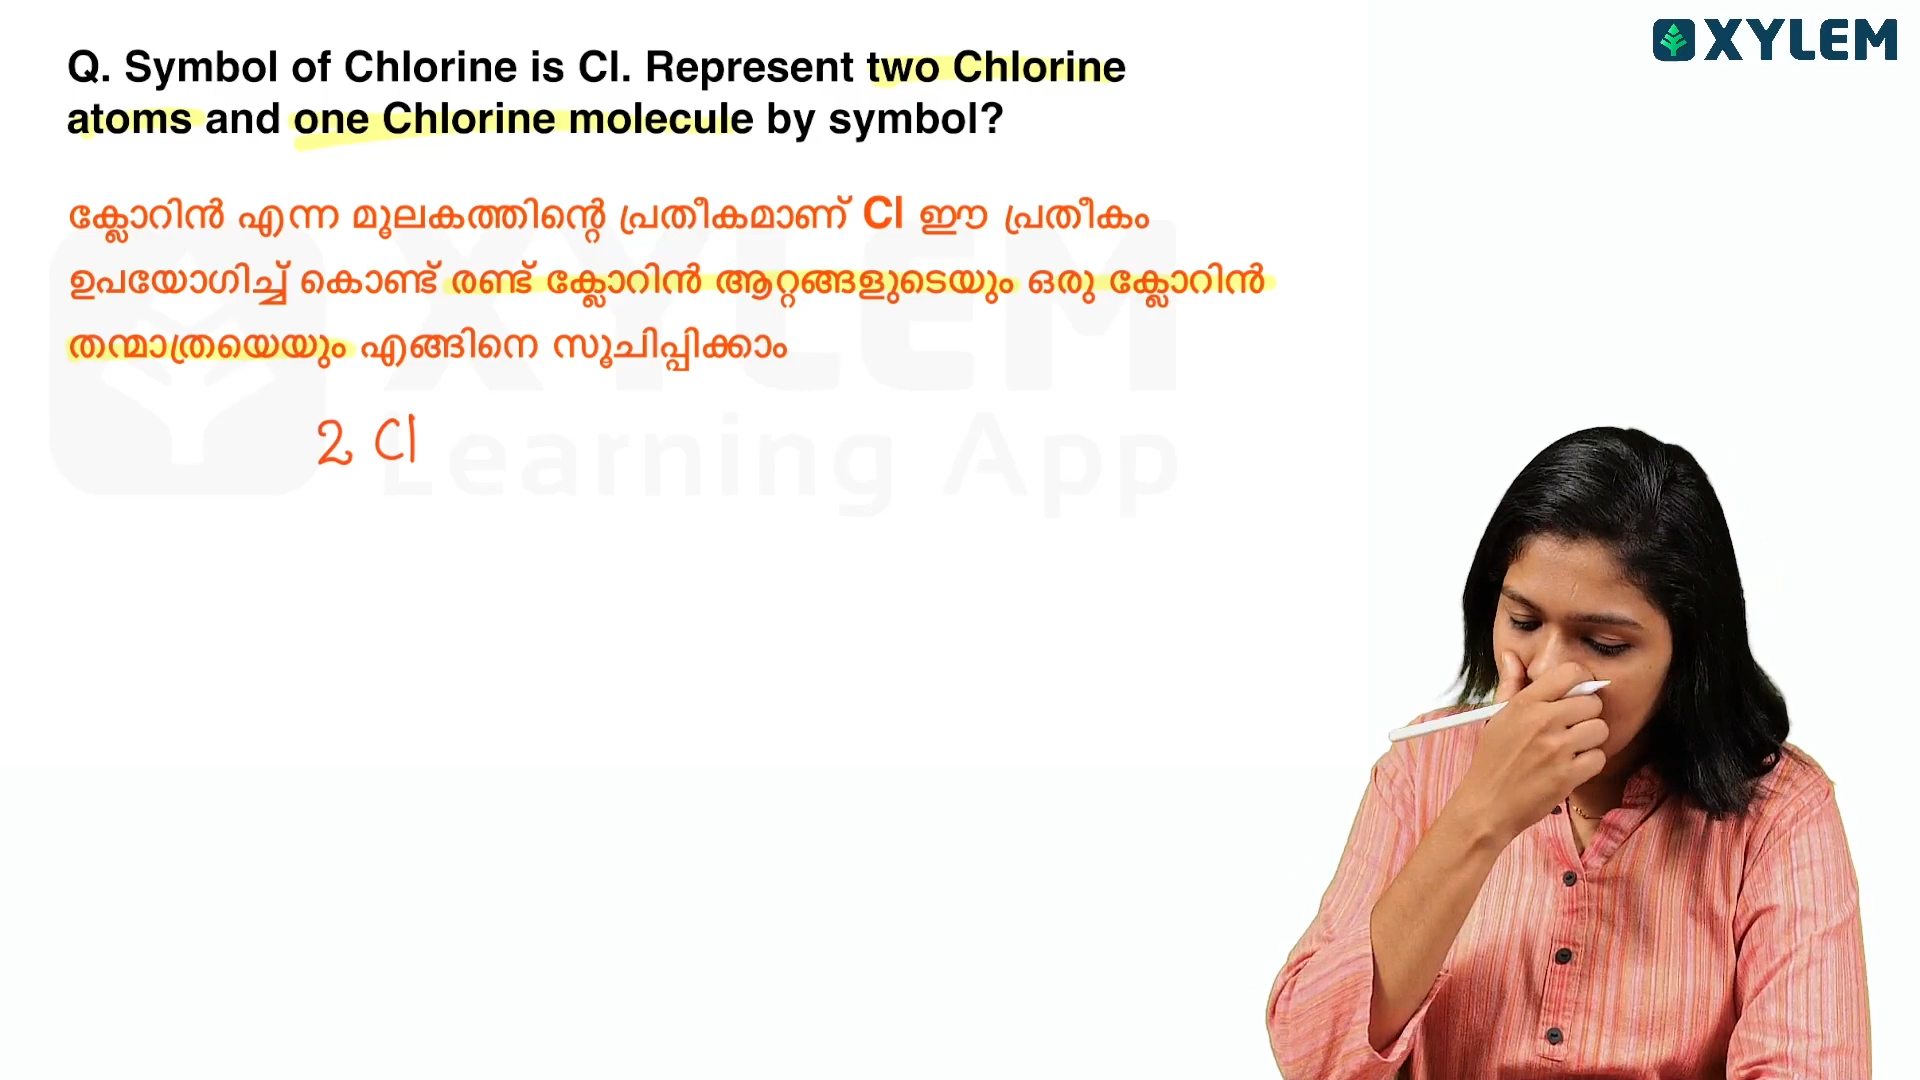 XYLEM
Q. Symbol of Chlorine is Cl. Represent two Chlorine
atoms and one Chlorine molecule by symbol?
ക്ലോറിൻ എന്ന മൂലകത്തിന്റെ പ്രതീകമാണ് Cl ഈ പ്രതീകം
ഉപയോഗിച്ച് കൊണ്ട് രണ്ട് ക്ലോറിൻ ആറ്റങ്ങളുടെയും ഒരു ക്ലോറിൻ
തന്മാത്രയെയും എങ്ങിനെ സൂചിപ്പിക്കാം
2 Cl
XYLEM
Learning App